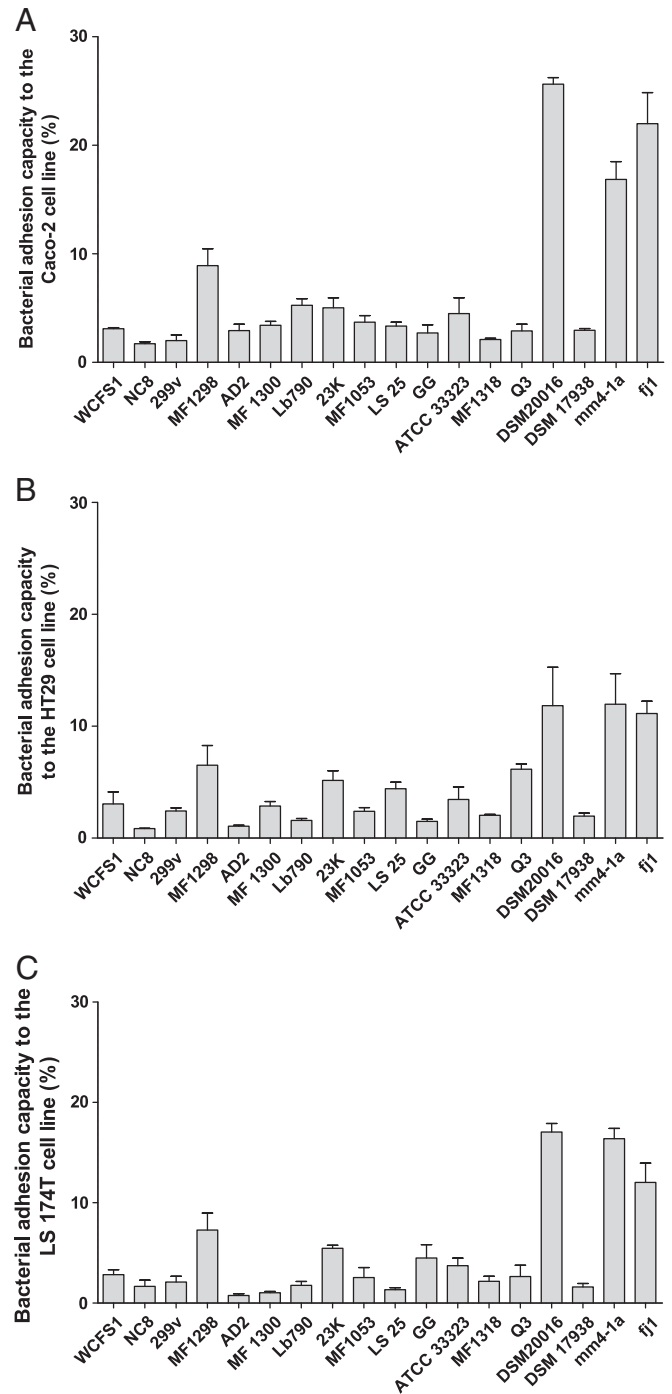 A
Bacterial adhesion capacity to the
Caco-2 cell line (%)
30
20
10
0
WCFS1
NC8
299v
MF1298
AD2
MF 1300
Lb790
23K
MF1053
LS 25
GG
ATCC 33323
MF1318
Q3
DSM20016
DSM 17938
mm4-1a
fj1
B
Bacterial adhesion capacity
to the HT29 cell line (%)
30
20
10
0
WCFS1
NC8
299v
MF1298
AD2
MF 1300
Lb790
23K
MF1053
LS 25
GG
ATCC 33323
MF1318
Q3
DSM20016
DSM 17938
mm4-1a
fj1
C
Bacterial adhesion capacity to the
LS 174T cell line (%)
30
20
10
0
WCFS1
NC8
299v
MF1298
AD2
MF 1300
Lb790
23K
MF1053
LS 25
GG
ATCC 33323
MF1318
Q3
DSM20016
DSM 17938
mm4-1a
fj1